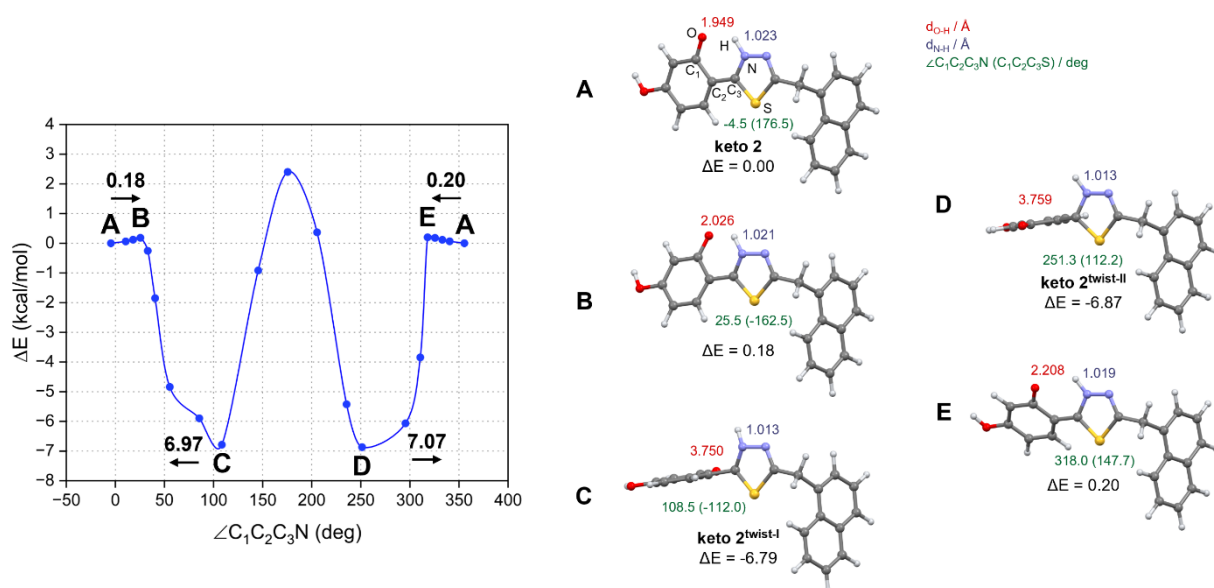 4
3
2
1
0
−1
−2
−3
−4
−5
−6
−7
−8
ΔE (kcal/mol)
0.18
0.20
A
B
E
A
6.97
C
D
7.07
−50
0
50
100
150
200
250
300
350
400
∠C₁C₂C₃N (deg)
A
1.949
O
H
1.023
C₁
N
C₂
C₃
S
-4.5 (176.5)
keto 2
ΔE = 0.00
B
2.026
1.021
25.5 (-162.5)
ΔE = 0.18
C
3.750
1.013
108.5 (-112.0)
keto 2twist-I
ΔE = -6.79
dO-H / Å
dN-H / Å
∠C₁C₂C₃N (C₁C₂C₃S) / deg
D
3.759
1.013
251.3 (112.2)
keto 2twist-II
ΔE = -6.87
E
2.208
1.019
318.0 (147.7)
ΔE = 0.20